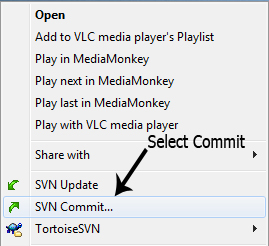 Open
Add to VLC media player's Playlist
Play in MediaMonkey
Play next in MediaMonkey
Play last in MediaMonkey
Play with VLC media player
Select Commit
Share with
SVN Update
SVN Commit...
TortoiseSVN